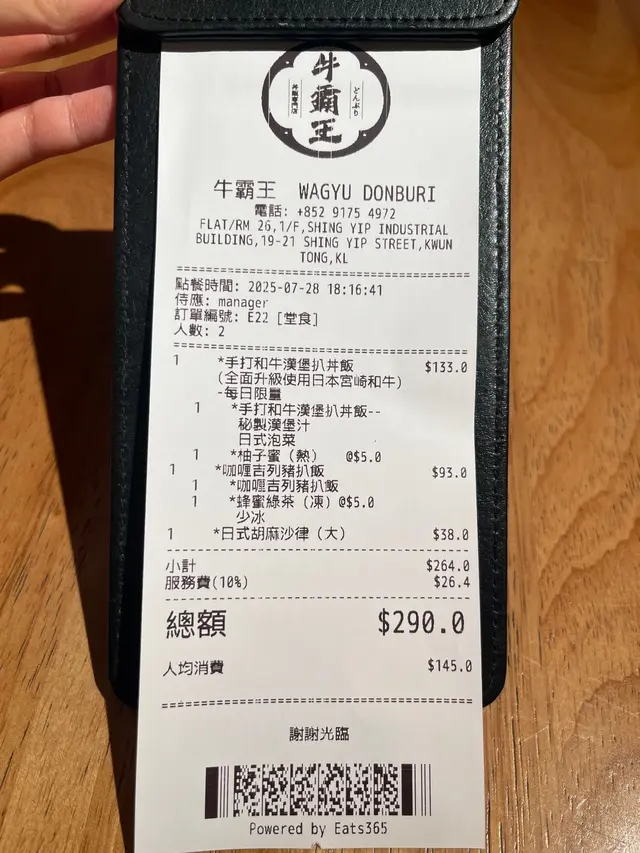 牛霸王
丼飯專門店
どんぶり
牛霸王 WAGYU DONBURI
電話: +852 9175 4972
FLAT/RM 26,1/F,SHING YIP INDUSTRIAL
BUILDING,19-21 SHING YIP STREET,KWUN
TONG,KL
點餐時間: 2025-07-28 18:16:41
侍應: manager
訂單編號: E22 [堂食]
人數: 2
1 *手打和牛漢堡扒丼飯 $133.0
(全面升級使用日本宮崎和牛)
-每日限量
1 *手打和牛漢堡扒丼飯--
秘製漢堡汁
日式泡菜
1 *柚子蜜（熱） @$5.0
1 *咖喱吉列豬扒飯 $93.0
1 *咖喱吉列豬扒飯
1 *蜂蜜綠茶（凍）@$5.0
少冰
1 *日式胡麻沙律（大） $38.0
小計 $264.0
服務費(10%) $26.4
總額 $290.0
人均消費 $145.0
謝謝光臨
Powered by Eats365